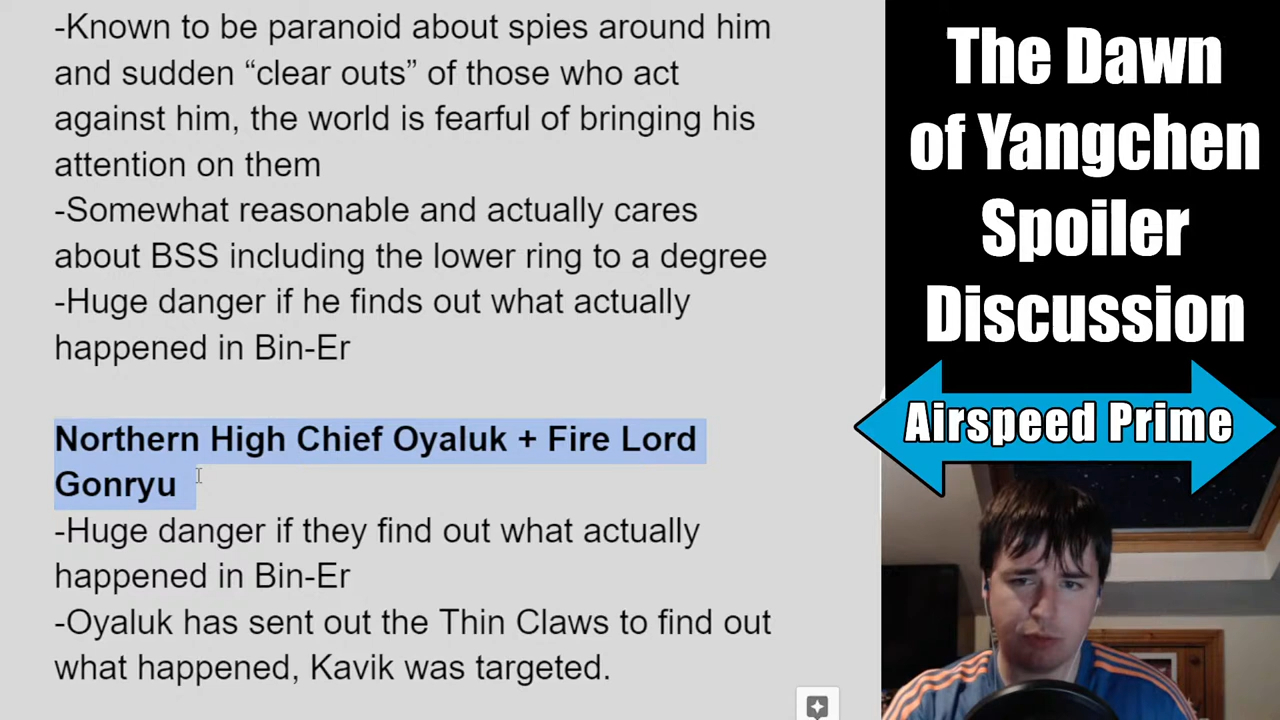 -Known to be paranoid about spies around him
and sudden “clear outs” of those who act
against him, the world is fearful of bringing his
attention on them
-Somewhat reasonable and actually cares
about BSS including the lower ring to a degree
-Huge danger if he finds out what actually
happened in Bin-Er
Northern High Chief Oyaluk + Fire Lord
Gonryu
-Huge danger if they find out what actually
happened in Bin-Er
-Oyaluk has sent out the Thin Claws to find out
what happened, Kavik was targeted.
The Dawn
of Yangchen
Spoiler
Discussion
Airspeed Prime